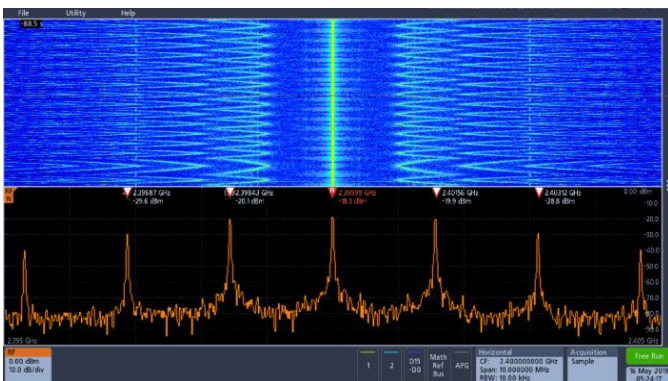 File Utility Help
-88.5 s
2.39687 GHz
-29.6 dBm
2.39843 GHz
-20.1 dBm
R
2.39999 GHz
-18.3 dBm
2.40156 GHz
-19.9 dBm
2.40312 GHz
-28.8 dBm
0.00 dBm
-10.0
-20.0
-30.0
-40.0
-50.0
-60.0
-70.0
-80.0
-90.0
2.395 GHz
2.405 GHz
RF
0.00 dBm
10.0 dB/div
1
2
D15
-D0
Math
Ref
Bus
AFG
Horizontal
CF: 2.400000000 GHz
Span: 10.000000 MHz
RBW: 10.00 kHz
Acquisition
Sample
Free Run
16 May 2019